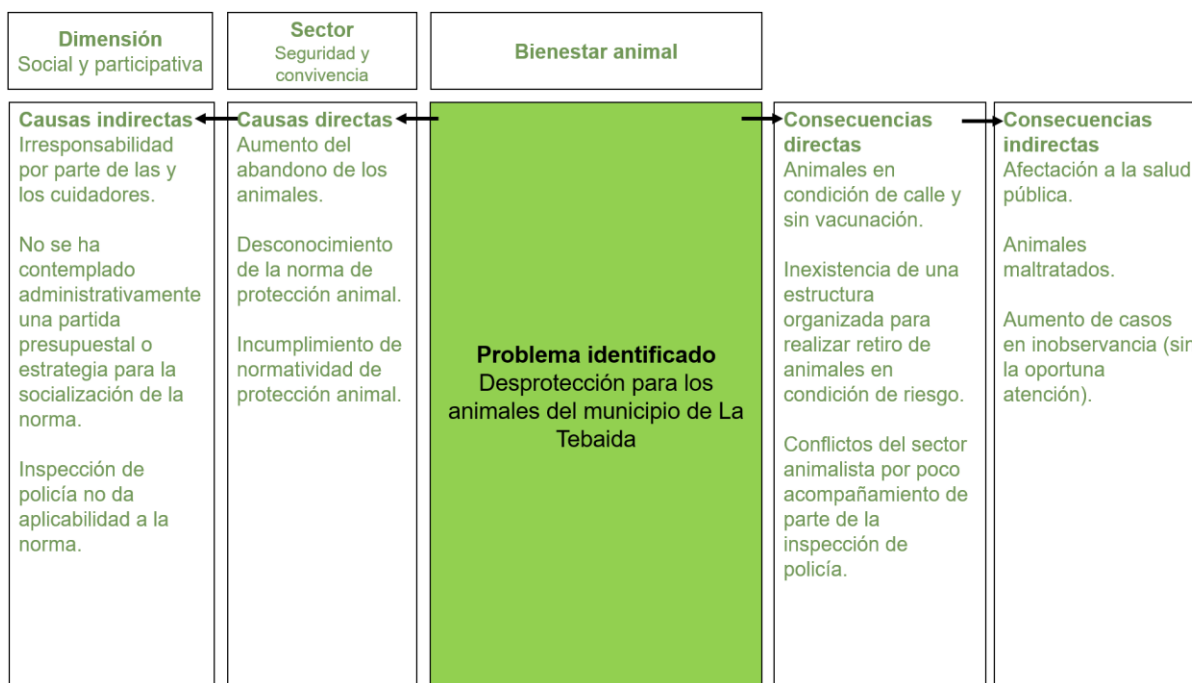 Dimensión
Social y participativa
Sector
Seguridad y
convivencia
Bienestar animal
Causas indirectas
Irresponsabilidad
por parte de las y
los cuidadores.
No se ha
contemplado
administrativamente
una partida
presupuestal o
estrategia para la
socialización de la
norma.
Inspección de
policía no da
aplicabilidad a la
norma.
Causas directas
Aumento del
abandono de los
animales.
Desconocimiento
de la norma de
protección animal.
Incumplimiento de
normatividad de
protección animal.
Problema identificado
Desprotección para los
animales del municipio de La
Tebaida
Consecuencias
directas
Animales en
condición de calle y
sin vacunación.
Inexistencia de una
estructura
organizada para
realizar retiro de
animales en
condición de riesgo.
Conflictos del sector
animalista por poco
acompañamiento de
parte de la
inspección de
policía.
Consecuencias
indirectas
Afectación a la salud
pública.
Animales
maltratados.
Aumento de casos
en inobservancia (sin
la oportuna
atención).